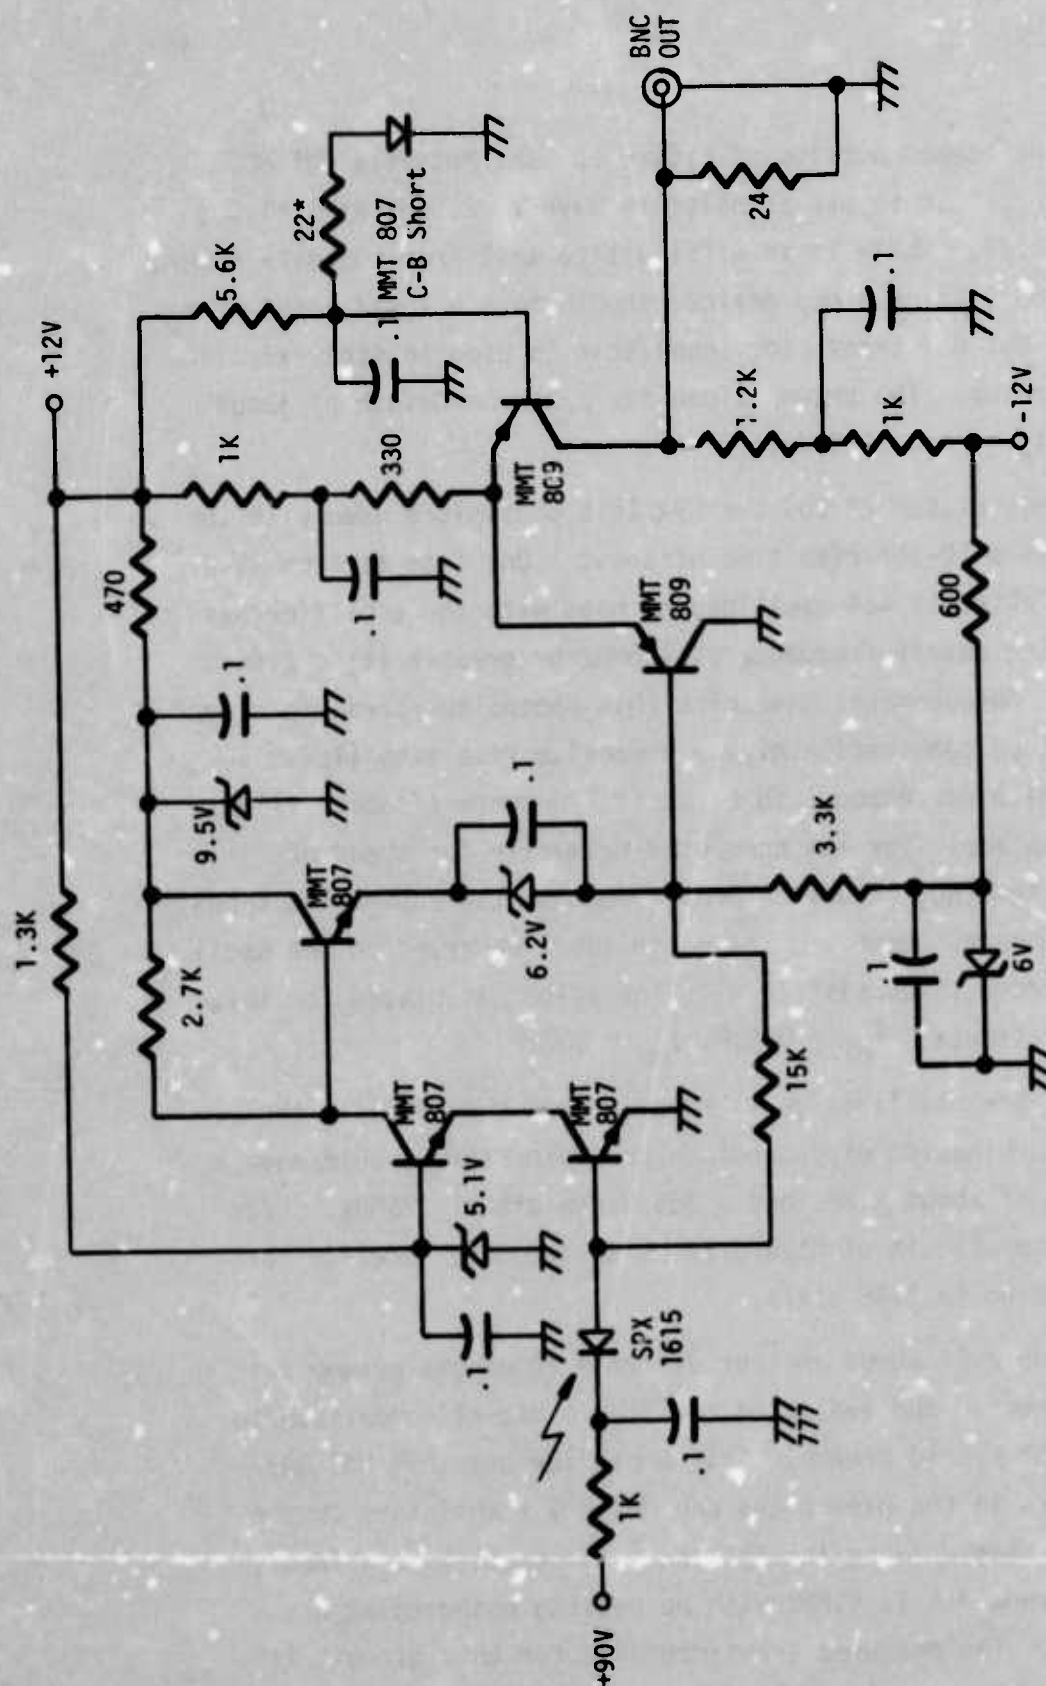 +12V
1.3K
470
5.6K
22*
MMT 807
C-B Short
.1
1K
330
.1
.1
9.5V
2.7K
MMT
807
6.2V
.1
MMT
809
MMT
809
BNC
OUT
24
.1
1.2K
1K
-12V
600
3.3K
.1
6V
15K
MMT
807
5.1V
.1
MMT
807
SPX
1615
.1
1K
+90V